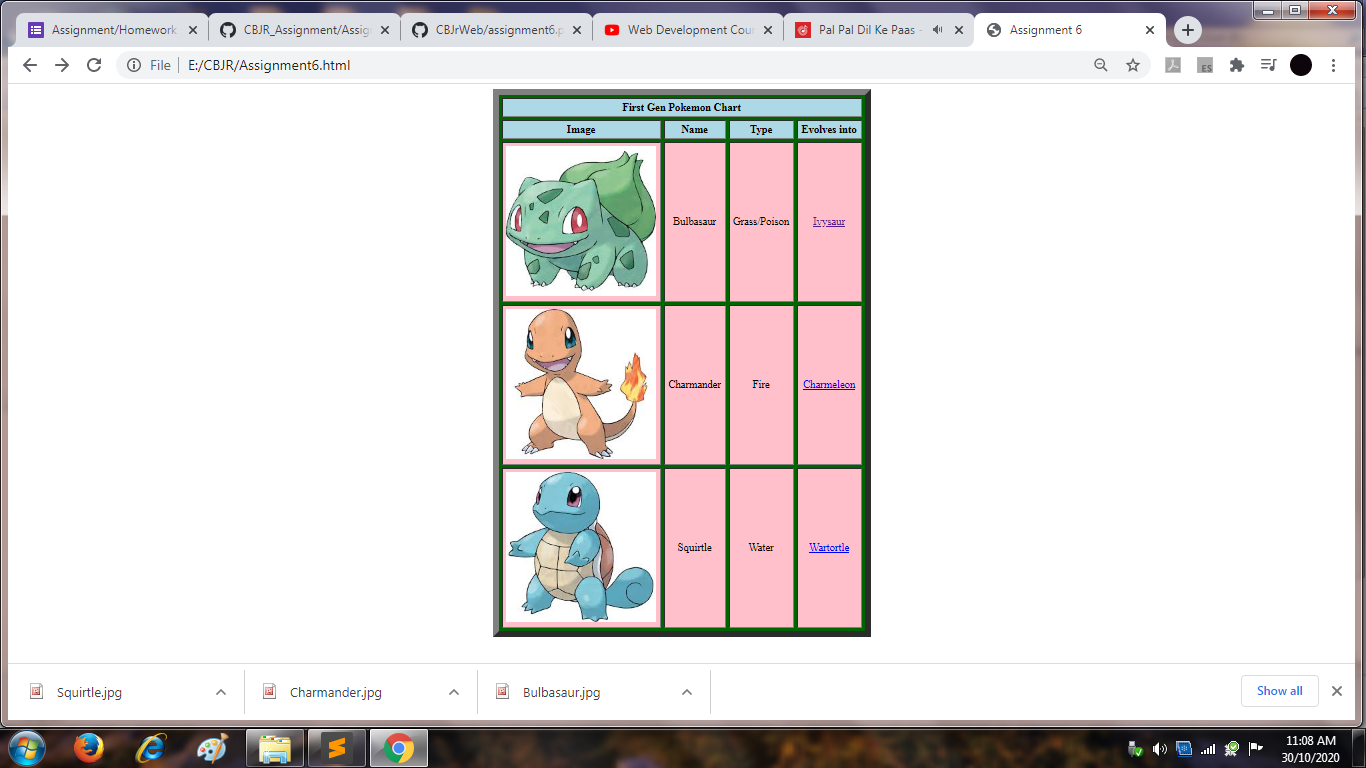 Assignment/Homework
CBJR_Assignment/Assig
CBJrWeb/assignment6.p
Web Development Cour
Pal Pal Dil Ke Paas -
Assignment 6
File
E:/CBJR/Assignment6.html
ES
First Gen Pokemon Chart
Image Name Type Evolves into
Bulbasaur Grass/Poison Ivysaur
Charmander Fire Charmeleon
Squirtle Water Wartortle
Squirtle.jpg
Charmander.jpg
Bulbasaur.jpg
Show all
11:08 AM
30/10/2020